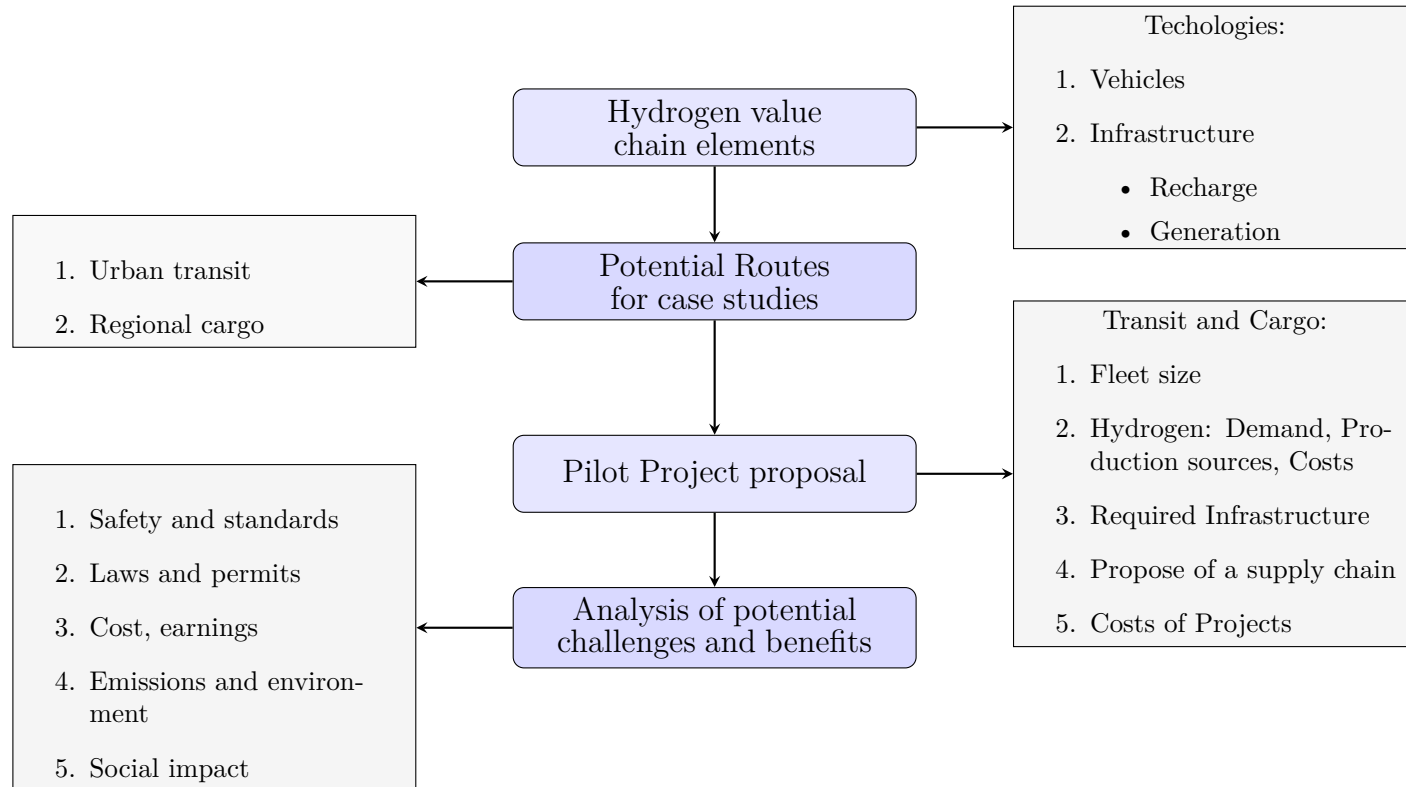 Techologies:
1. Vehicles
2. Infrastructure
• Recharge
• Generation
Hydrogen value
chain elements
Potential Routes
for case studies
1. Urban transit
2. Regional cargo
Transit and Cargo:
1. Fleet size
2. Hydrogen: Demand, Pro-
duction sources, Costs
3. Required Infrastructure
4. Propose of a supply chain
5. Costs of Projects
Pilot Project proposal
Analysis of potential
challenges and benefits
1. Safety and standards
2. Laws and permits
3. Cost, earnings
4. Emissions and environ-
ment
5. Social impact